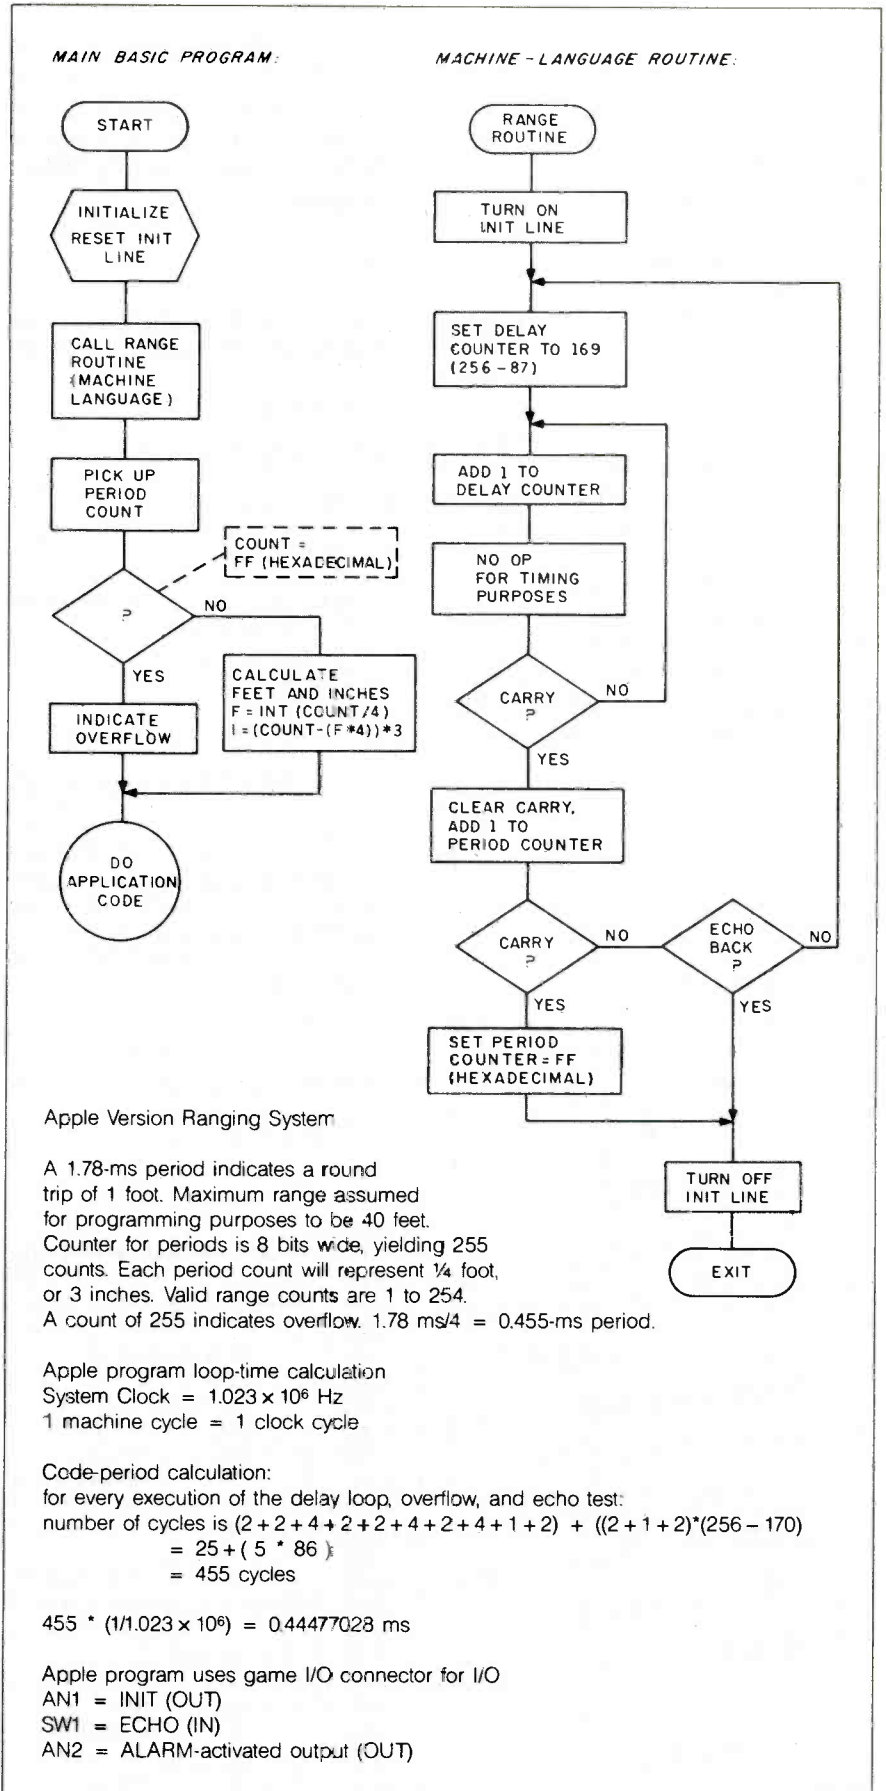 MAIN BASIC PROGRAM:
START
INITIALIZE
RESET INIT
LINE
CALL RANGE
ROUTINE
(MACHINE
LANGUAGE)
PICK UP
PERIOD
COUNT
COUNT =
FF (HEXADECIMAL)
?
NO
YES
CALCULATE
FEET AND INCHES
F = INT (COUNT/4)
I = (COUNT-(F*4))*3
INDICATE
OVERFLOW
DO
APPLICATION
CODE
MACHINE-LANGUAGE ROUTINE:
RANGE
ROUTINE
TURN ON
INIT LINE
SET DELAY
COUNTER TO 169
(256-87)
ADD 1 TO
DELAY COUNTER
NO OP
FOR TIMING
PURPOSES
CARRY
?
NO
YES
CLEAR CARRY,
ADD 1 TO
PERIOD COUNTER
CARRY
?
NO
YES
ECHO
BACK
?
NO
YES
SET PERIOD
COUNTER=FF
(HEXADECIMAL)
TURN OFF
INIT LINE
EXIT
Apple Version Ranging System
A 1.78-ms period indicates a round
trip of 1 foot. Maximum range assumed
for programming purposes to be 40 feet.
Counter for periods is 8 bits wide, yielding 255
counts. Each period count will represent ¼ foot,
or 3 inches. Valid range counts are 1 to 254.
A count of 255 indicates overflow. 1.78 ms/4 = 0.455-ms period.
Apple program loop-time calculation
System Clock = 1.023 x 10⁶ Hz
1 machine cycle = 1 clock cycle
Code-period calculation:
for every execution of the delay loop, overflow, and echo test:
number of cycles is (2+2+4+2+2+4+2+4+1+2) + ((2+1+2)*(256-170)
= 25+( 5 * 86 )
= 455 cycles
455 * (1/1.023 x 10⁶) = 0.44477028 ms
Apple program uses game I/O connector for I/O
AN1 = INIT (OUT)
SW1 = ECHO (IN)
AN2 = ALARM-activated output (OUT)